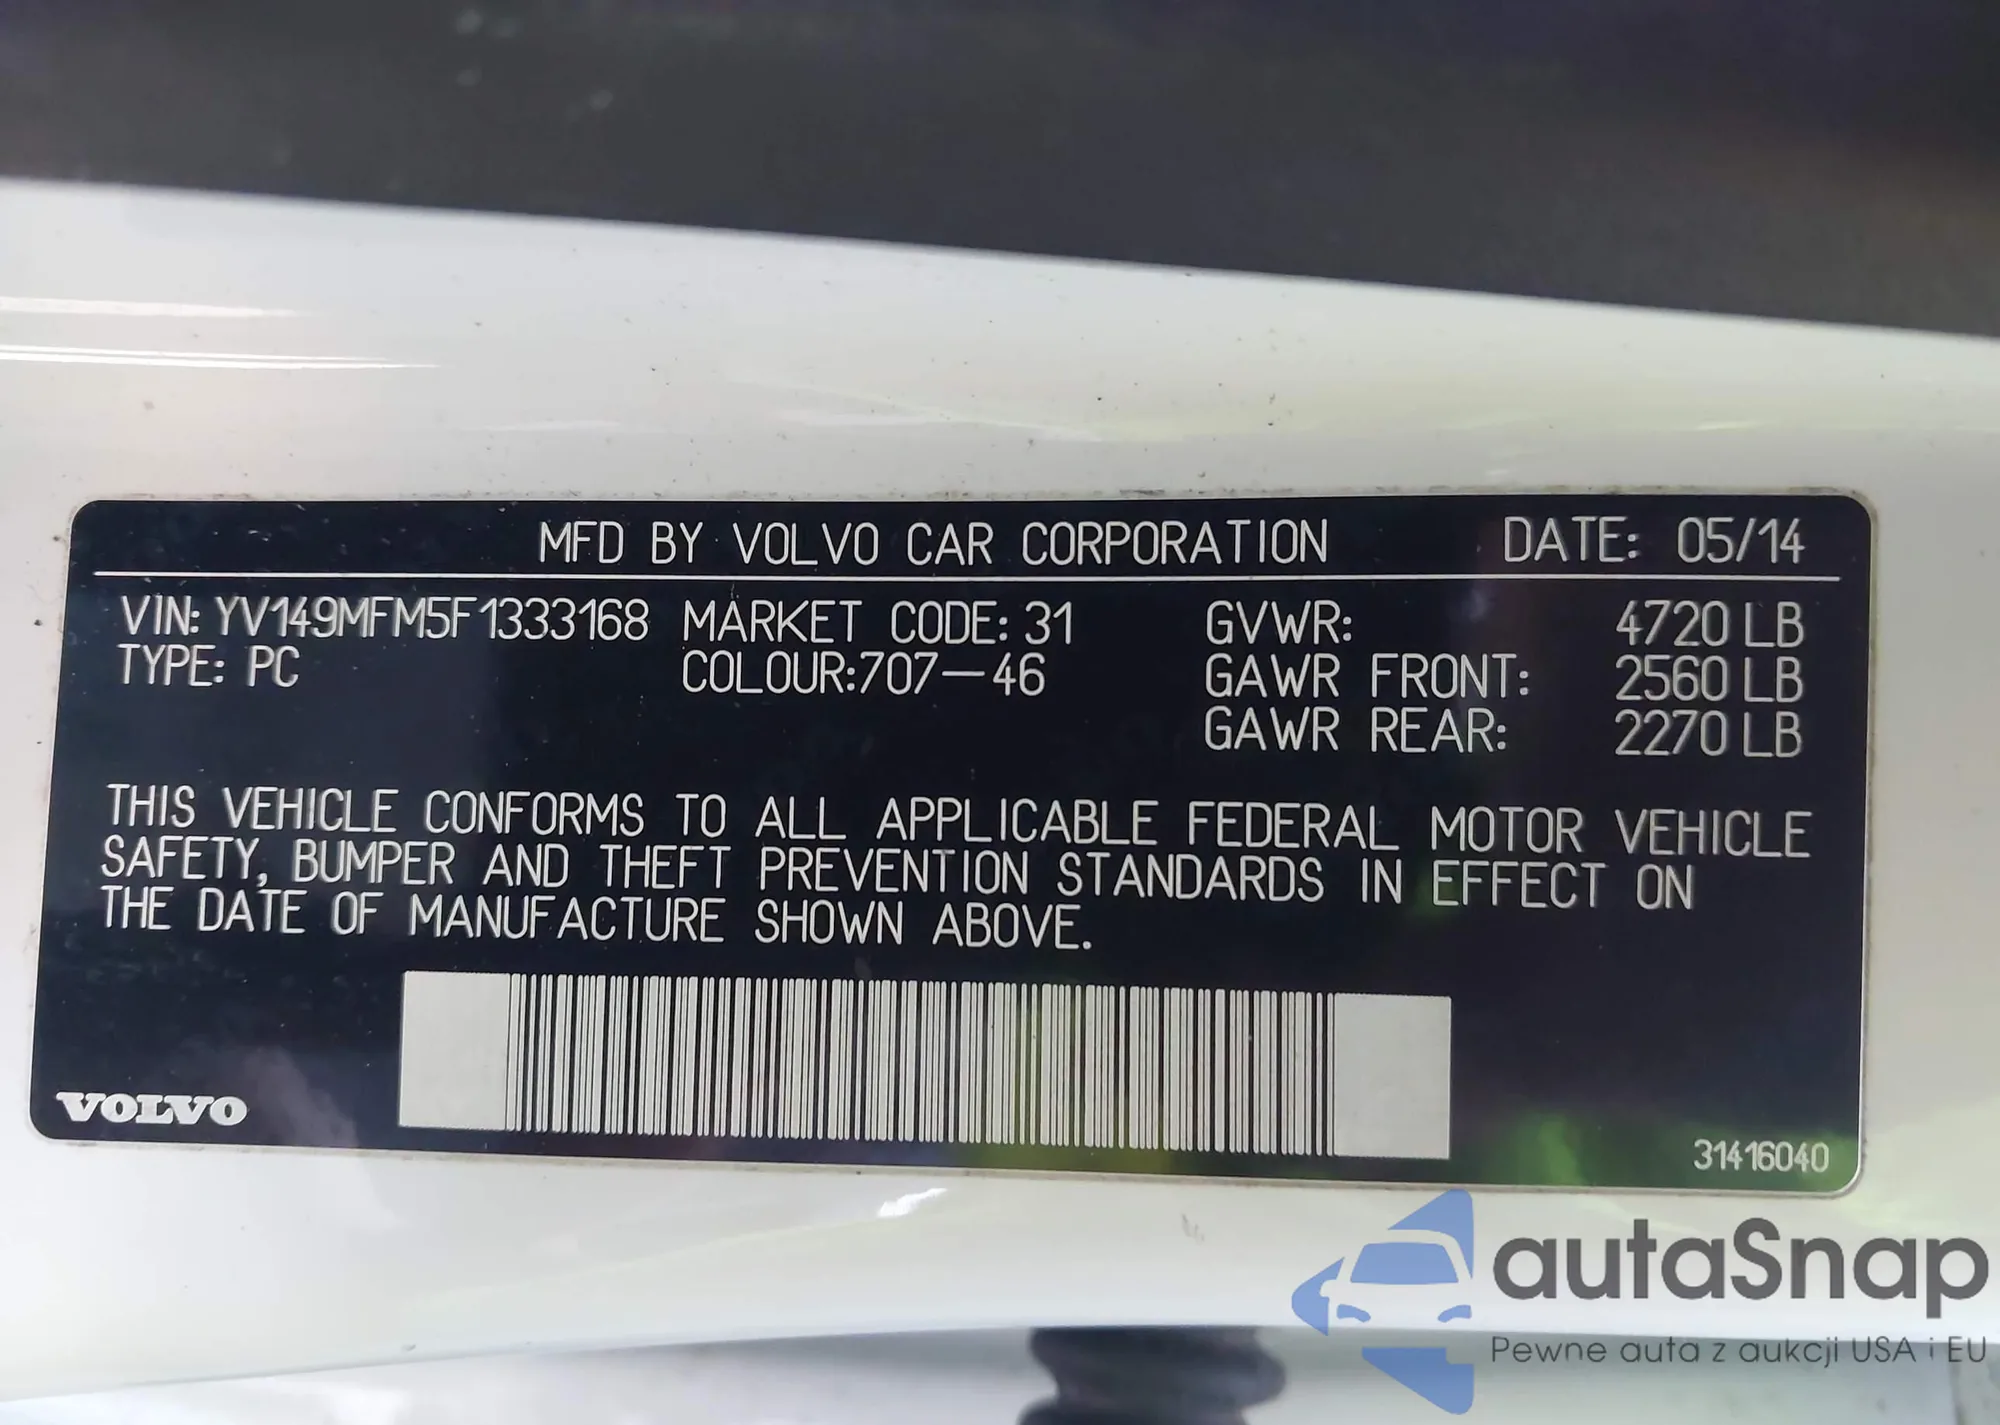 MFD BY VOLVO CAR CORPORATION DATE: 05/14
VIN: YV149MFM5F1333168 MARKET CODE: 31 GVWR: 4720 LB
TYPE: PC COLOUR:707-46 GAWR FRONT: 2560 LB
GAWR REAR: 2270 LB
THIS VEHICLE CONFORMS TO ALL APPLICABLE FEDERAL MOTOR VEHICLE
SAFETY, BUMPER AND THEFT PREVENTION STANDARDS IN EFFECT ON
THE DATE OF MANUFACTURE SHOWN ABOVE.
VOLVO
31416040
autaSnap
Pewne auta z aukcji USA i EU